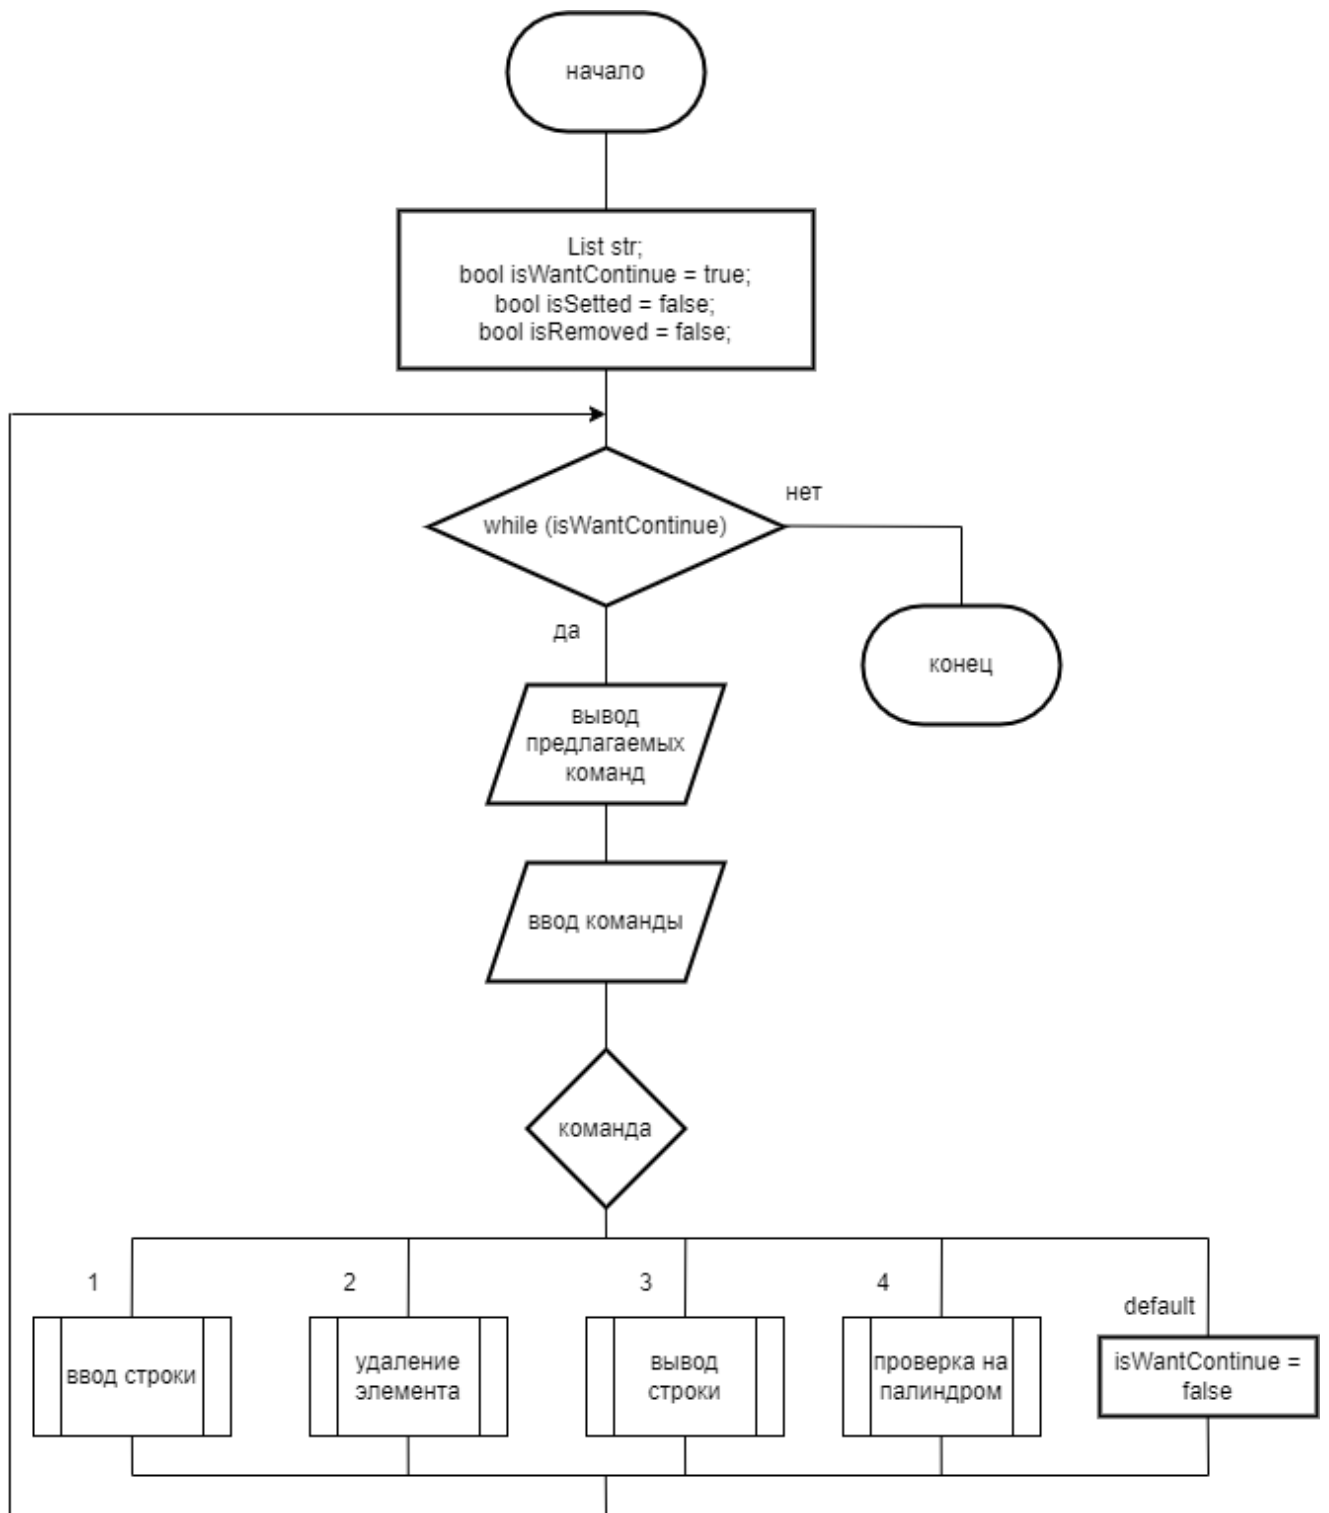 начало
List str;
bool isWantContinue = true;
bool isSetted = false;
bool isRemoved = false;
while (isWantContinue)
нет
да
конец
вывод
предлагаемых
команд
ввод команды
команда
1
2
3
4
default
ввод строки
удаление
элемента
вывод
строки
проверка на
палиндром
isWantContinue =
false